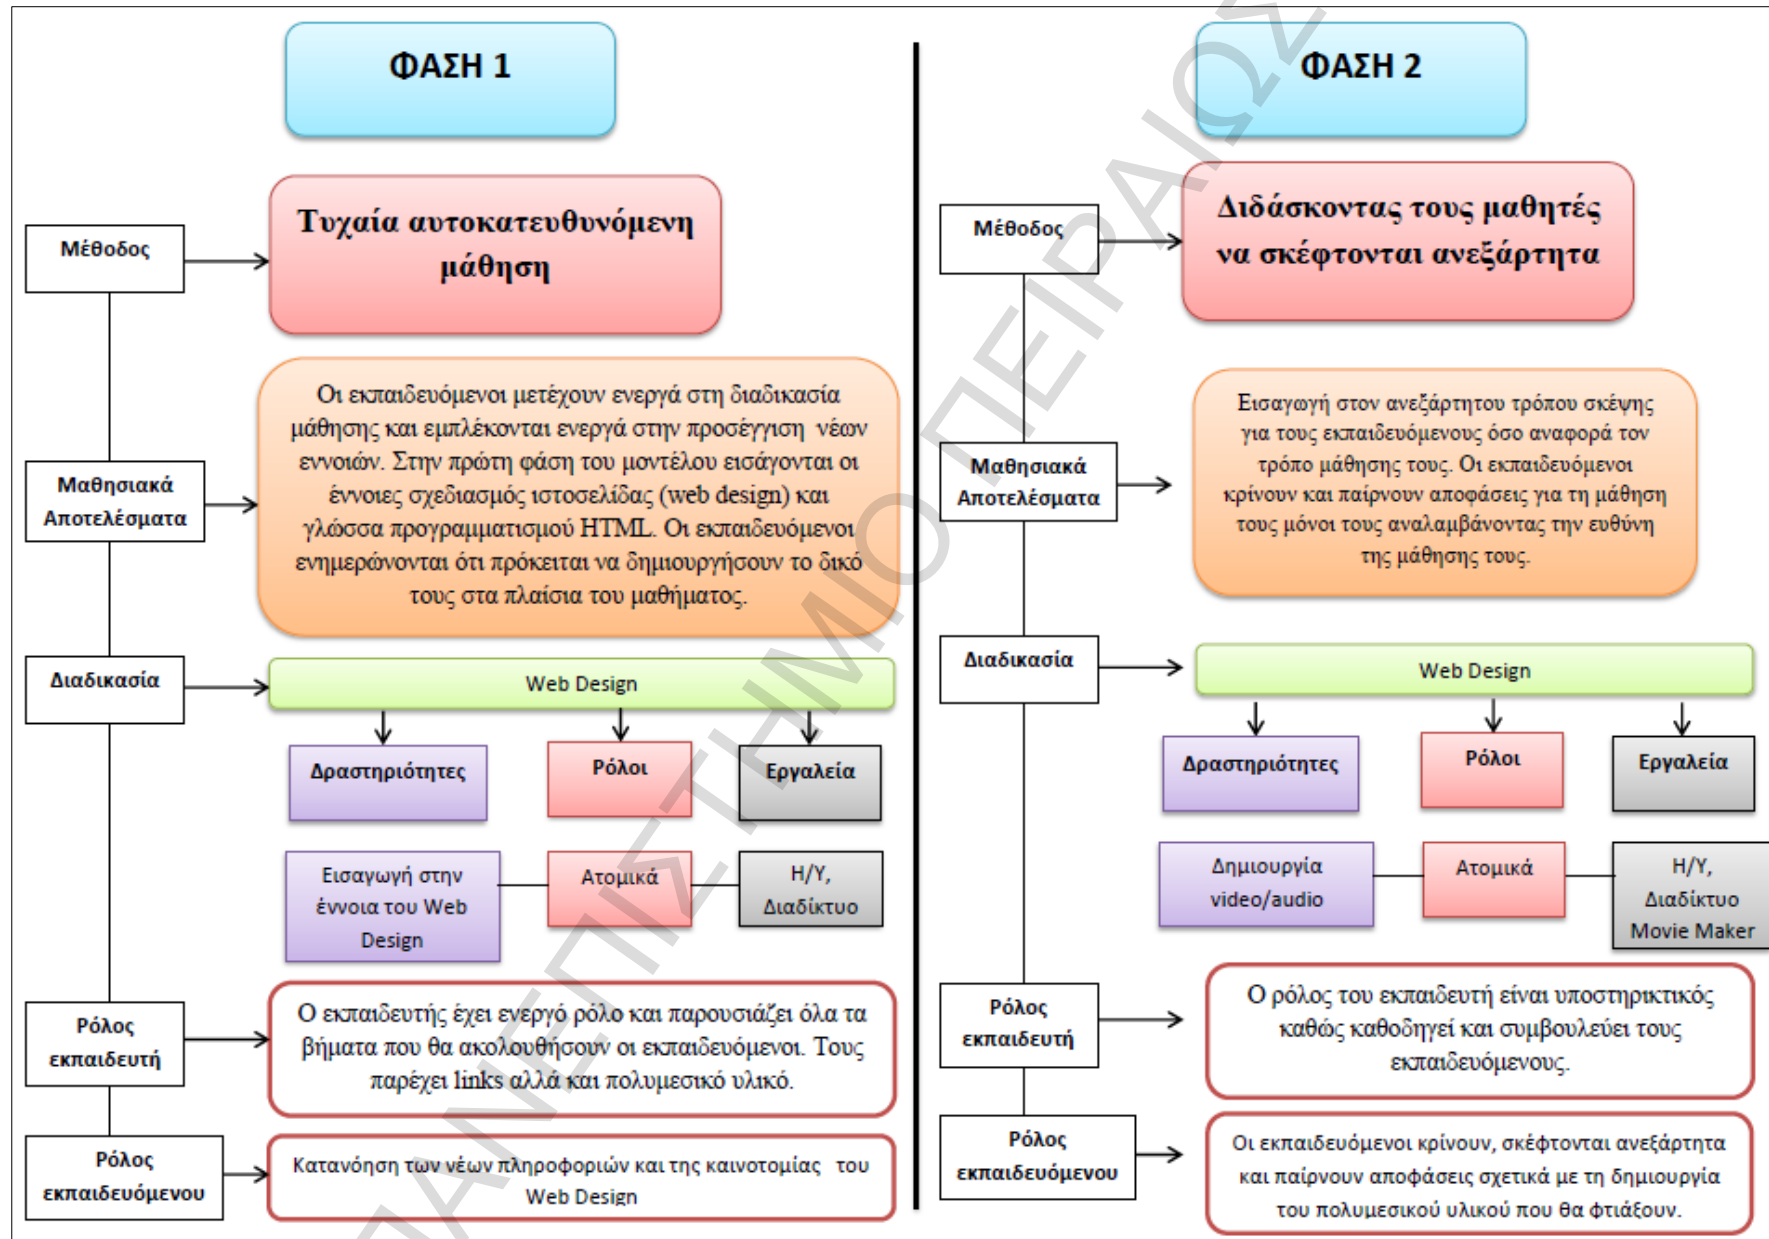 ΦΑΣΗ 1
Μέθοδος
Τυχαία αυτοκατευθυνόμενη
μάθηση
Μαθησιακά
Αποτελέσματα
Οι εκπαιδευόμενοι μετέχουν ενεργά στη διαδικασία
μάθησης και εμπλέκονται ενεργά στην προσέγγιση νέων
εννοιών. Στην πρώτη φάση του μοντέλου εισάγονται οι
έννοιες σχεδιασμός ιστοσελίδας (web design) και
γλώσσα προγραμματισμού HTML. Οι εκπαιδευόμενοι
ενημερώνονται ότι πρόκειται να δημιουργήσουν το δικό
τους στα πλαίσια του μαθήματος.
Διαδικασία
Web Design
Δραστηριότητες
Ρόλοι
Εργαλεία
Εισαγωγή στην
έννοια του Web
Design
Ατομικά
Η/Υ,
Διαδίκτυο
Ρόλος
εκπαιδευτή
Ο εκπαιδευτής έχει ενεργό ρόλο και παρουσιάζει όλα τα
βήματα που θα ακολουθήσουν οι εκπαιδευόμενοι. Τους
παρέχει links αλλά και πολυμεσικό υλικό.
Ρόλος
εκπαιδευόμενου
Κατανόηση των νέων πληροφοριών και της καινοτομίας του
Web Design
ΦΑΣΗ 2
Μέθοδος
Διδάσκοντας τους μαθητές
να σκέφτονται ανεξάρτητα
Μαθησιακά
Αποτελέσματα
Εισαγωγή στον ανεξάρτητου τρόπου σκέψης
για τους εκπαιδευόμενους όσο αναφορά τον
τρόπο μάθησης τους. Οι εκπαιδευόμενοι
κρίνουν και παίρνουν αποφάσεις για τη μάθηση
τους μόνοι τους αναλαμβάνοντας την ευθύνη
της μάθησης τους.
Διαδικασία
Web Design
Δραστηριότητες
Ρόλοι
Εργαλεία
Δημιουργία
video/audio
Ατομικά
Η/Υ,
Διαδίκτυο
Movie Maker
Ρόλος
εκπαιδευτή
Ο ρόλος του εκπαιδευτή είναι υποστηρικτικός
καθώς καθοδηγεί και συμβουλεύει τους
εκπαιδευόμενους.
Ρόλος
εκπαιδευόμενου
Οι εκπαιδευόμενοι κρίνουν, σκέφτονται ανεξάρτητα
και παίρνουν αποφάσεις σχετικά με τη δημιουργία
του πολυμεσικού υλικού που θα φτιάξουν.
ΠΑΝΕΠΙΣΤΗΜΙΟ ΠΕΙΡΑΙΩΣ